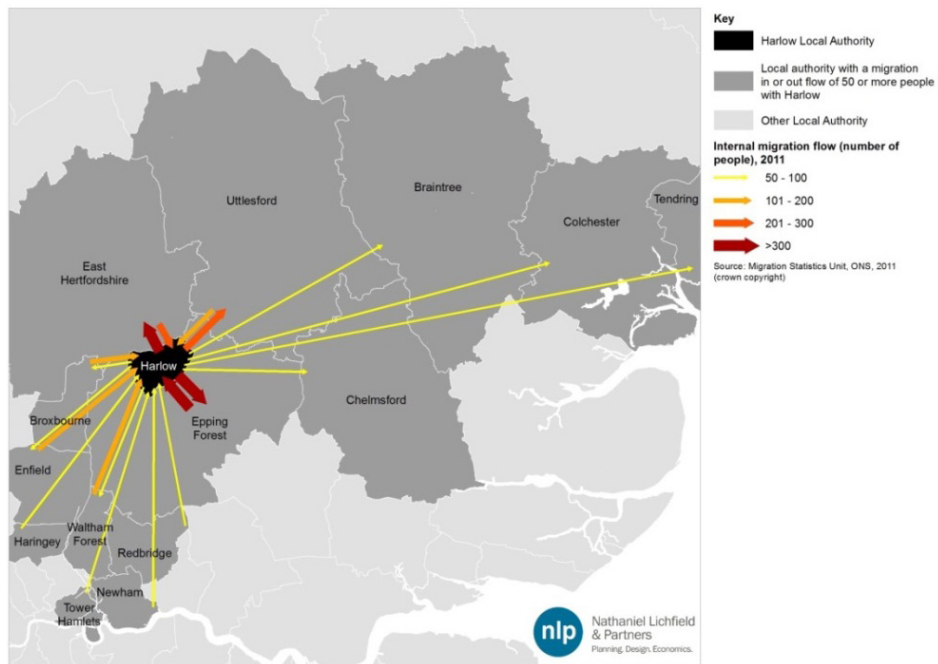 Key
Harlow Local Authority
Local authority with a migration
in or out flow of 50 or more people
with Harlow
Other Local Authority
Internal migration flow (number of
people), 2011
50 - 100
101 - 200
201 - 300
>300
Source: Migration Statistics Unit, ONS, 2011
(crown copyright)
Uttlesford
Braintree
Colchester
Tendring
East
Hertfordshire
Harlow
Chelmsford
Epping
Forest
Broxbourne
Enfield
Haringey
Waltham
Forest
Redbridge
Newham
Tower
Hamlets
nlp
Nathaniel Lichfield
& Partners
Planning. Design. Economics.